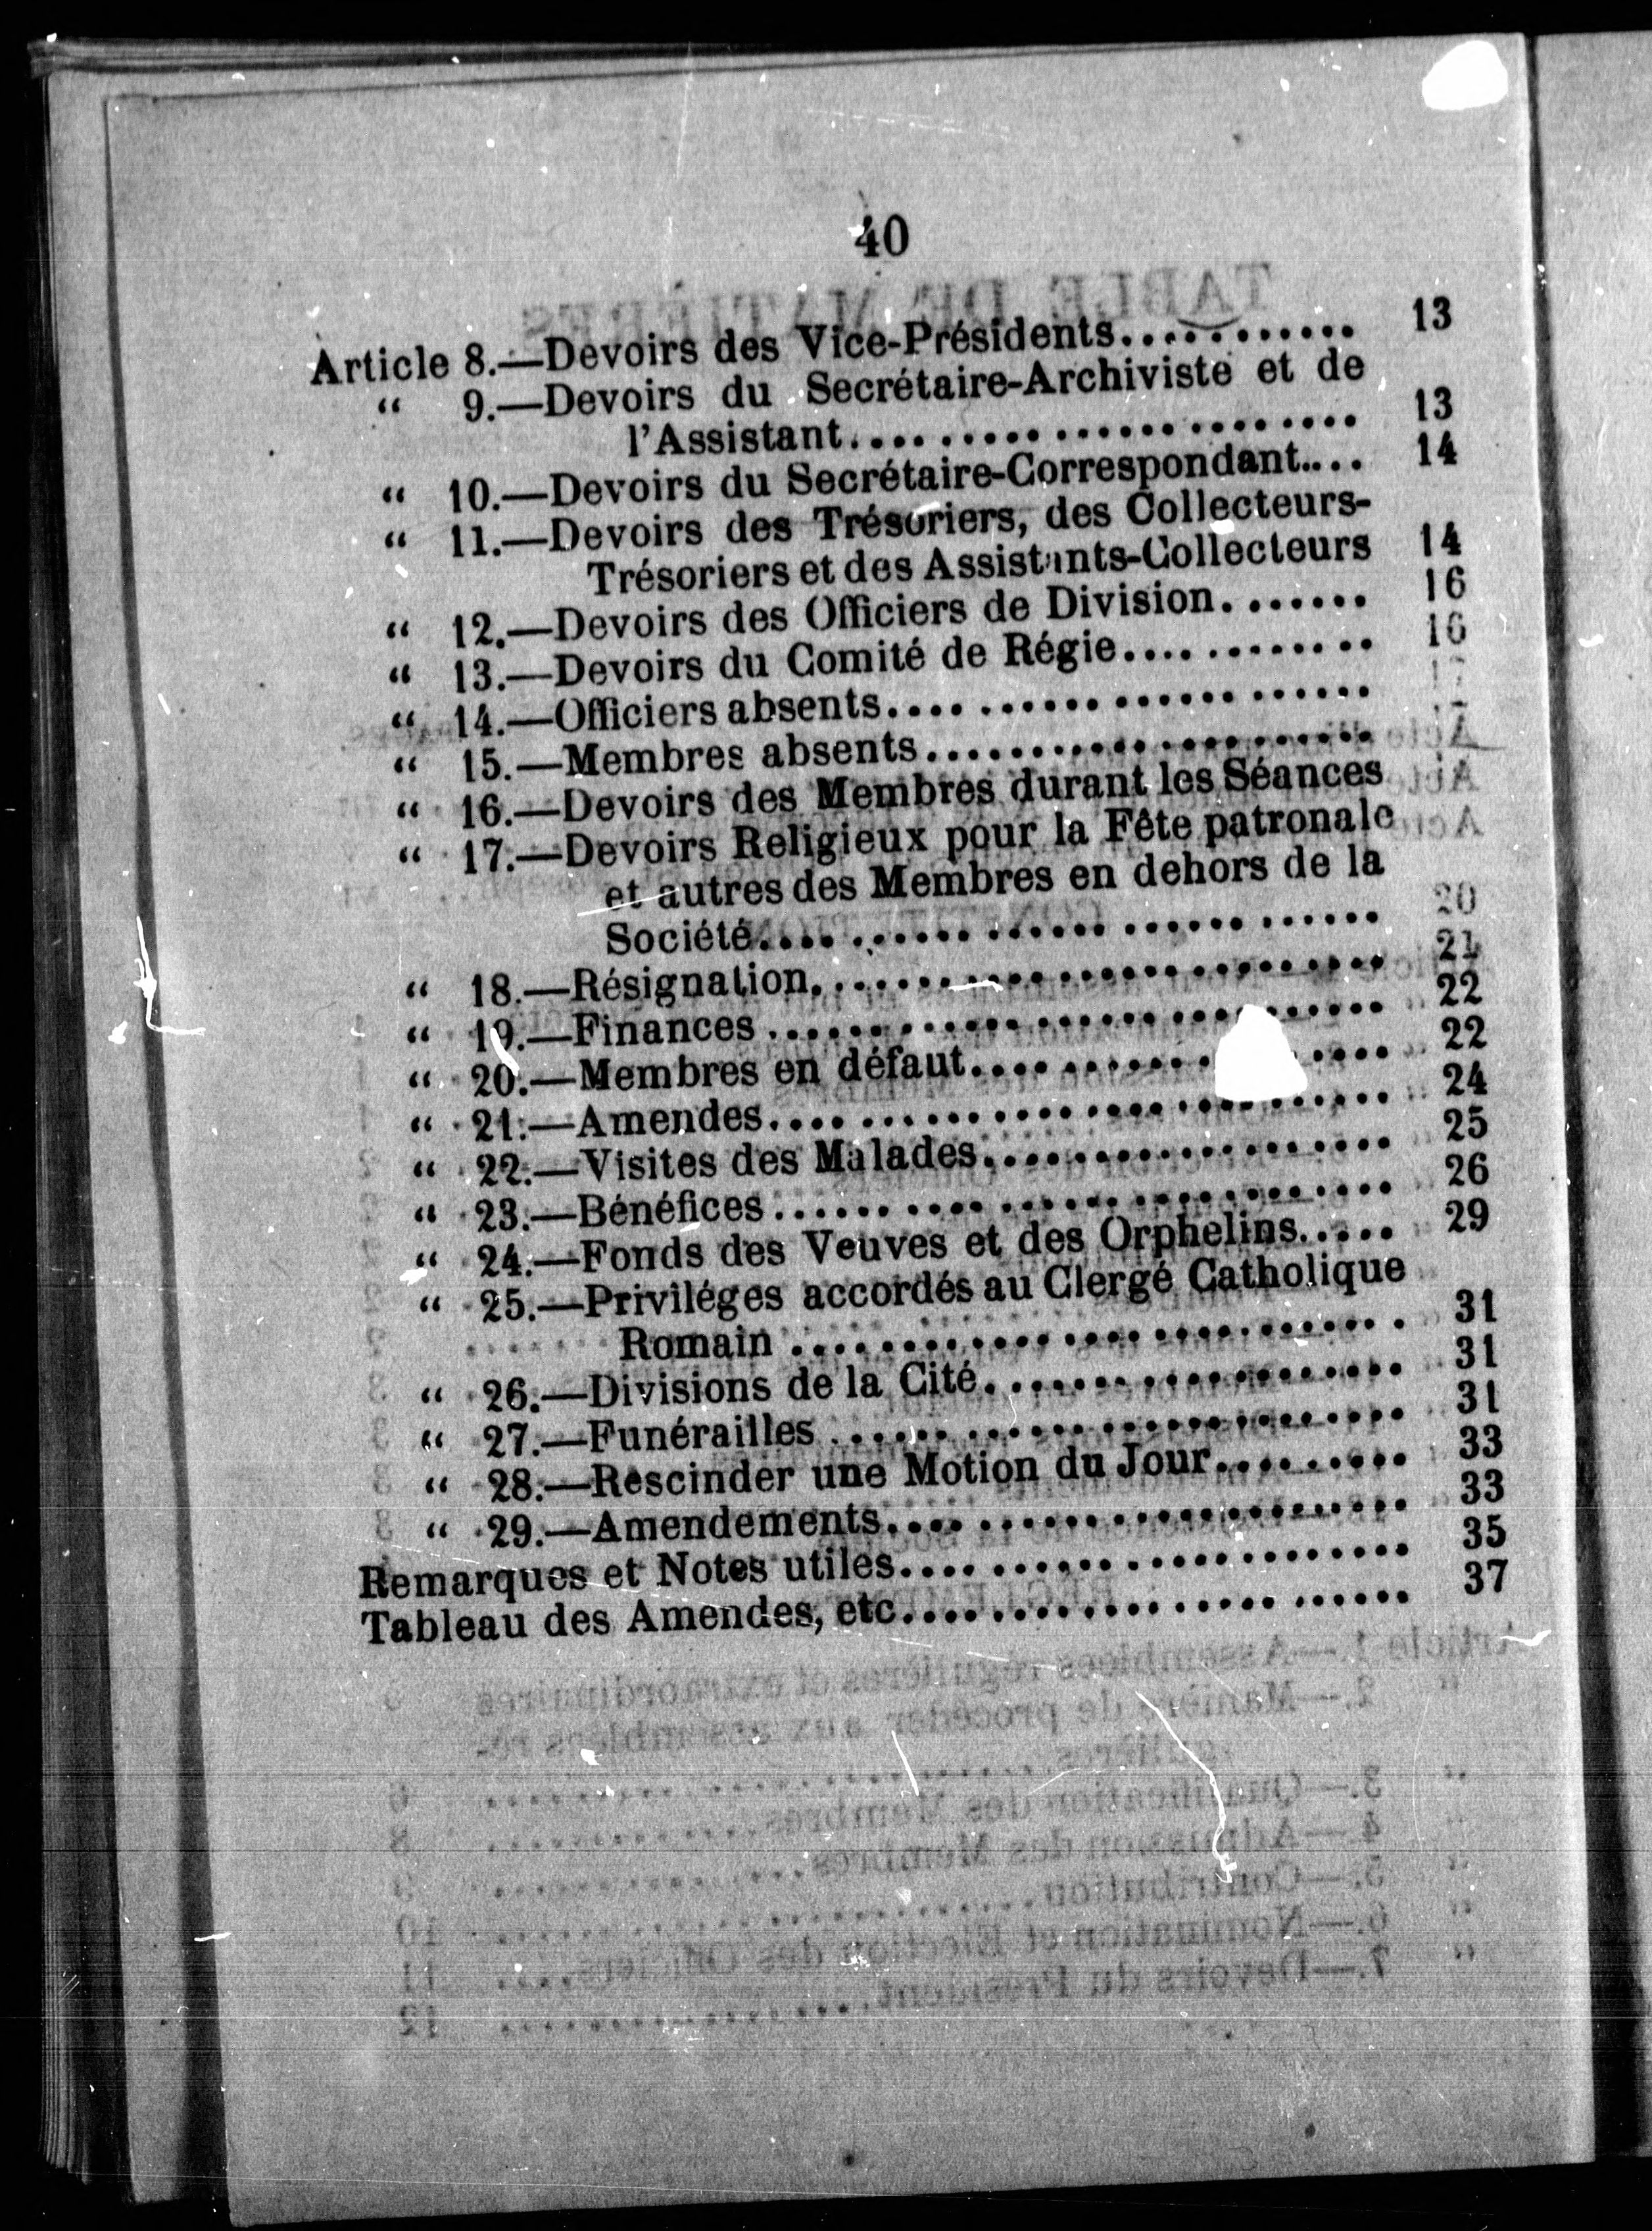 40
Article 8.—Devoirs des Vice-Présidents........... 13
“ 9.—Devoirs du Secrétaire-Archiviste et de
l'Assistant....................... 13
“ 10.—Devoirs du Secrétaire-Correspondant.... 14
“ 11.—Devoirs des Trésoriers, des Collecteurs-
Trésoriers et des Assistants-Collecteurs 14
“ 12.—Devoirs des Officiers de Division....... 16
“ 13.—Devoirs du Comité de Régie............ 16
“ 14.—Officiers absents...................... 17
“ 15.—Membres absents....................
“ 16.—Devoirs des Membres durant les Séances
“ 17.—Devoirs Religieux pour la Fête patronale
et autres des Membres en dehors de la
Société............................ 20
“ 18.—Résignation.......................... 21
“ 19.—Finances............................ 22
“ 20.—Membres en défaut.................. 22
“ 21.—Amendes............................ 24
“ 22.—Visites des Malades.................. 25
“ 23.—Bénéfices............................ 26
“ 24.—Fonds des Veuves et des Orphelins..... 29
“ 25.—Priviléges accordés au Clergé Catholique
Romain............................ 31
“ 26.—Divisions de la Cité................... 31
“ 27.—Funérailles.......................... 31
“ 28.—Rescinder une Motion du Jour......... 33
“ 29.—Amendements...................... 33
Remarques et Notes utiles...................... 35
Tableau des Amendes, etc...................... 37